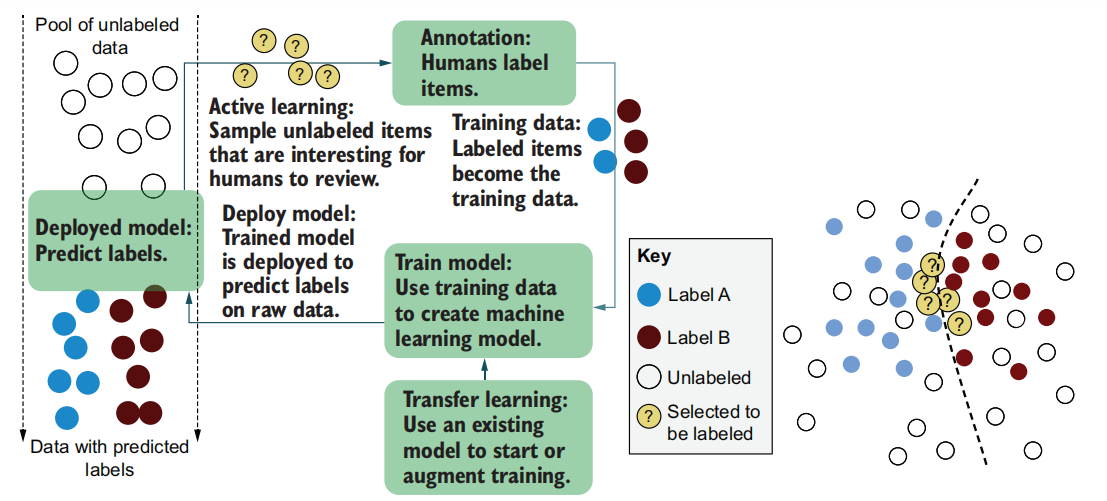 Pool of unlabeled
data
? ? ? ? ?
Active learning:
Sample unlabeled items
that are interesting for
humans to review.
Annotation:
Humans label
items.
Training data:
Labeled items
become the
training data.
Deployed model:
Predict labels.
Deploy model:
Trained model
is deployed to
predict labels
on raw data.
Train model:
Use training data
to create machine
learning model.
Transfer learning:
Use an existing
model to start or
augment training.
Data with predicted
labels
Key
Label A
Label B
Unlabeled
? Selected to
be labeled
? ? ? ? ?